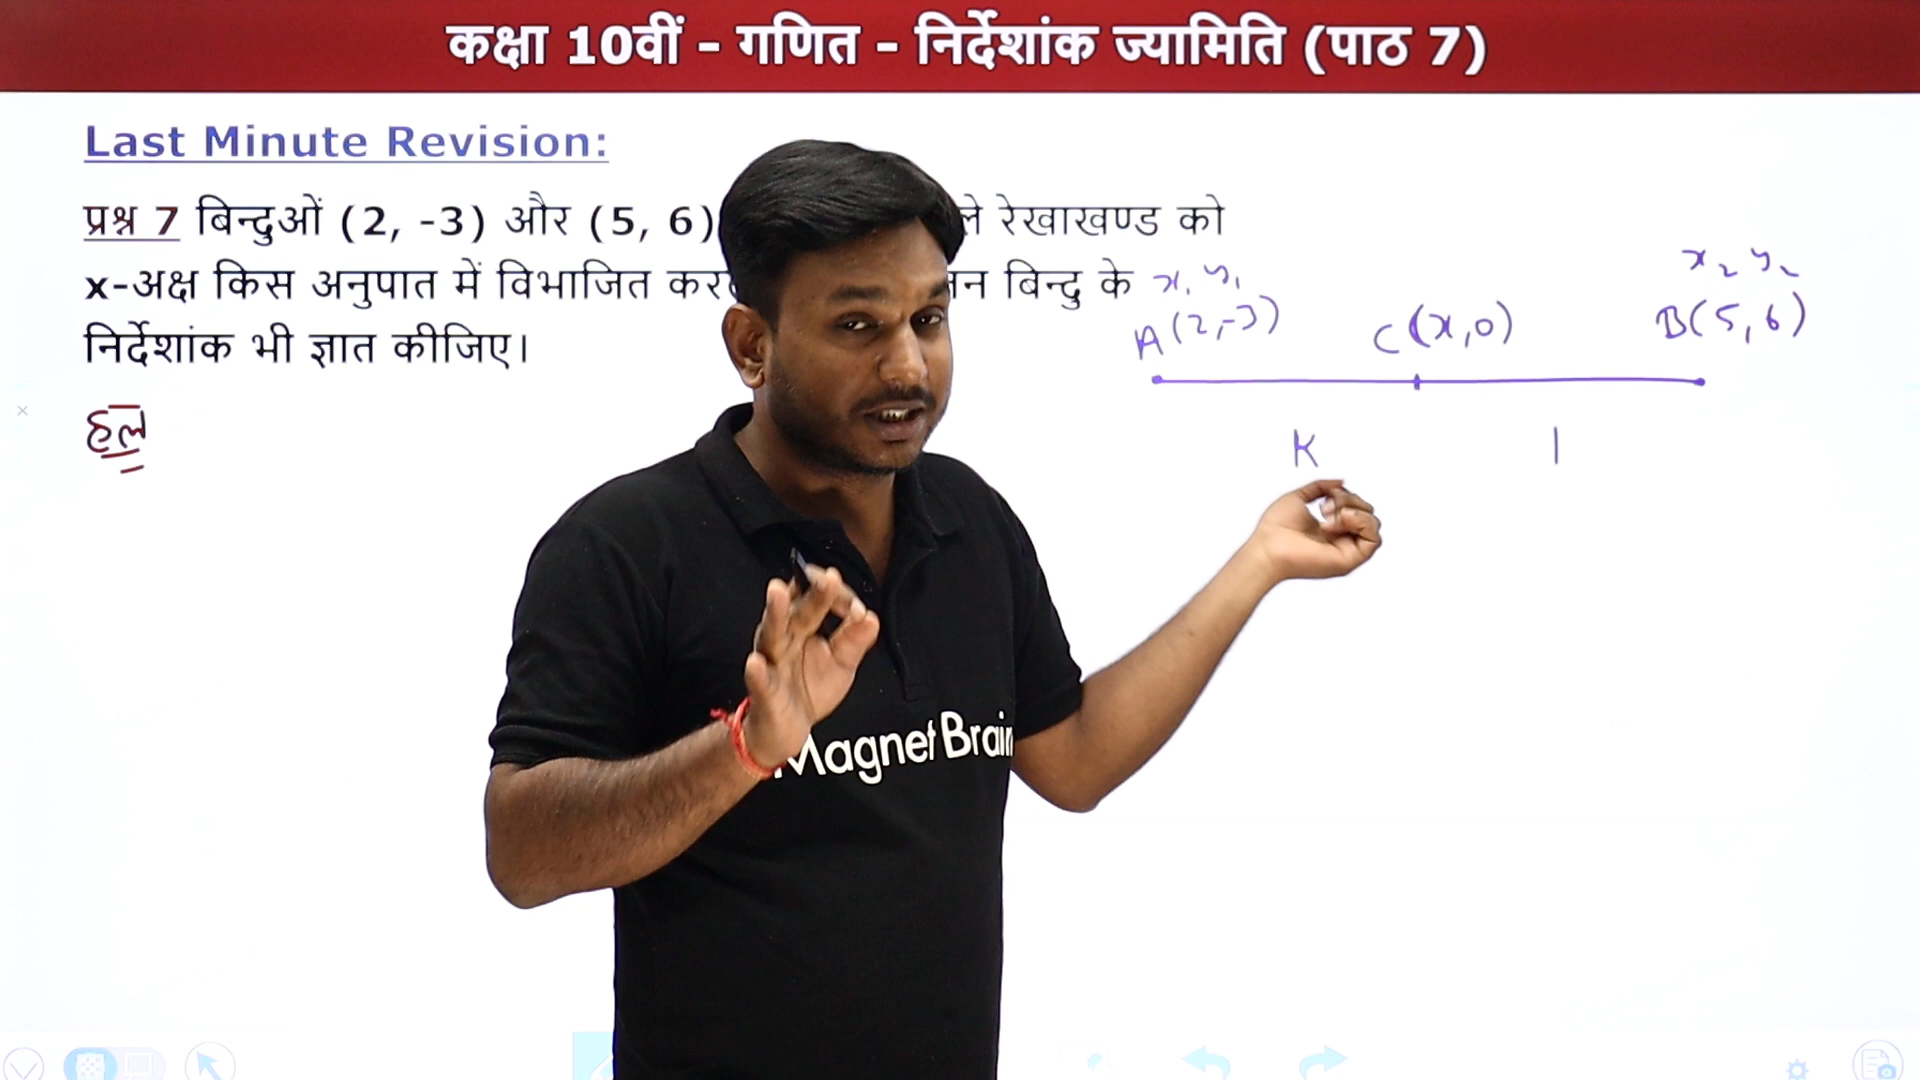 कक्षा 10वीं - गणित - निर्देशांक ज्यामिति (पाठ 7)
Last Minute Revision:
प्रश्न 7 बिन्दुओं (2, -3) और (5, 6) रेखाखण्ड को
x-अक्ष किस अनुपात में विभाजित बिन्दु के
निर्देशांक भी ज्ञात कीजिए।
हल
x₁ y₁
x₂ y₂
A(2,-3)
C(x,0)
B(5,6)
K
1
Magnet Brain